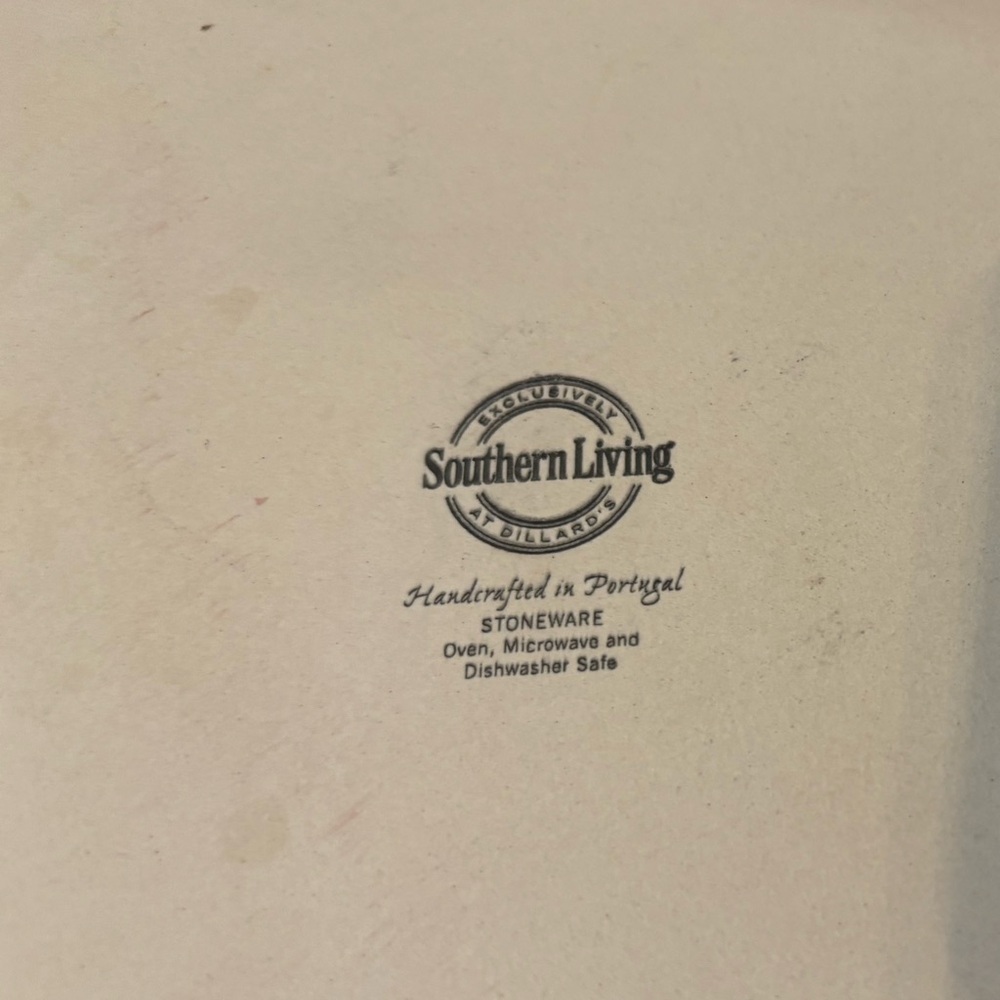 EXCLUSIVELY
Southern Living
AT DILLARD'S
Handcrafted in Portugal
STONEWARE
Oven, Microwave and
Dishwasher Safe